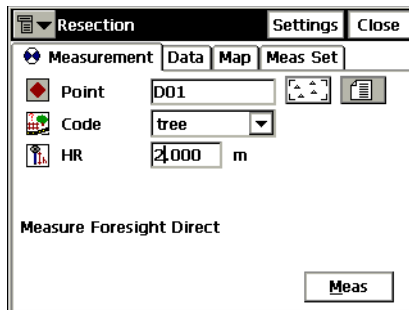 Resection Settings Close
Measurement Data Map Meas Set
Point D01
Code tree
HR 2.000 m
Measure Foresight Direct
Meas